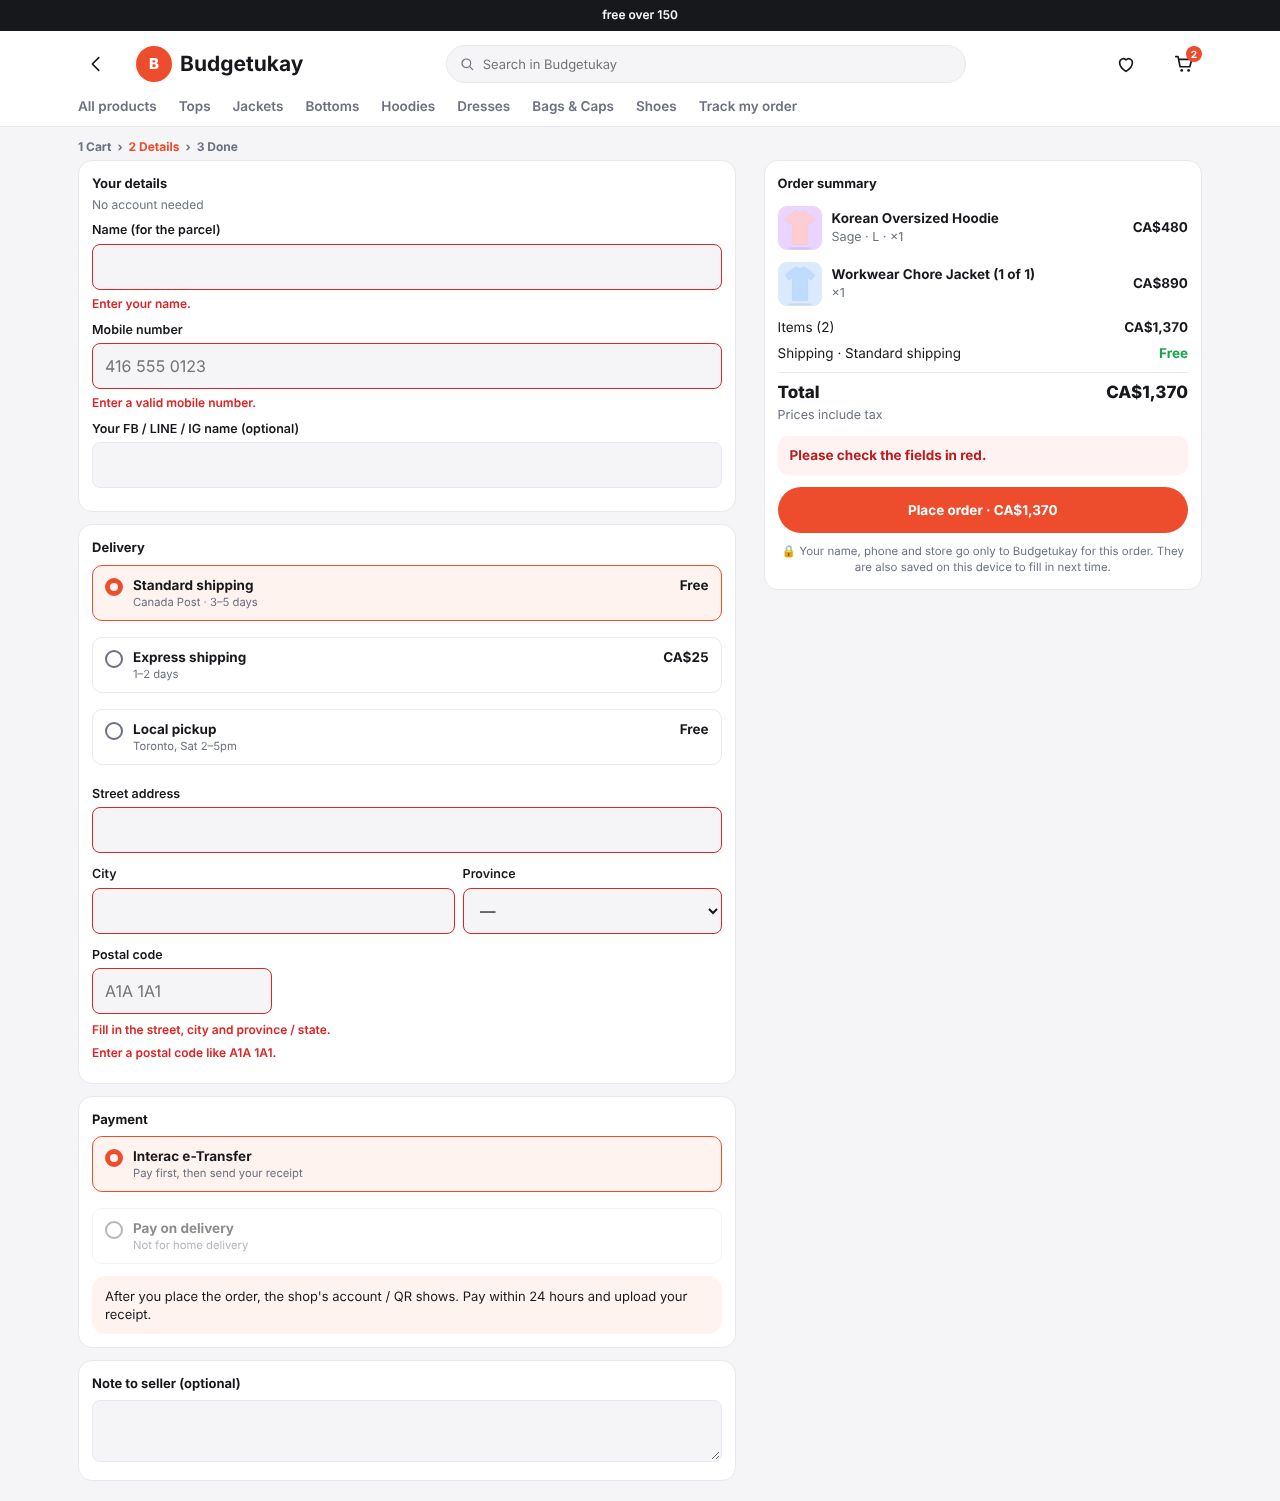 free over 150
B Budgetukay
Search in Budgetukay
2
All products Tops Jackets Bottoms Hoodies Dresses Bags & Caps Shoes Track my order
1 Cart › 2 Details › 3 Done
Your details
No account needed
Name (for the parcel)
Enter your name.
Mobile number
416 555 0123
Enter a valid mobile number.
Your FB / LINE / IG name (optional)
Delivery
Standard shipping Free
Canada Post · 3–5 days
Express shipping CA$25
1–2 days
Local pickup Free
Toronto, Sat 2–5pm
Street address
City Province
—
Postal code
A1A 1A1
Fill in the street, city and province / state.
Enter a postal code like A1A 1A1.
Payment
Interac e-Transfer
Pay first, then send your receipt
Pay on delivery
Not for home delivery
After you place the order, the shop's account / QR shows. Pay within 24 hours and upload your
receipt.
Note to seller (optional)
Order summary
Korean Oversized Hoodie CA$480
Sage · L · ×1
Workwear Chore Jacket (1 of 1) CA$890
×1
Items (2) CA$1,370
Shipping · Standard shipping Free
Total CA$1,370
Prices include tax
Please check the fields in red.
Place order · CA$1,370
🔒 Your name, phone and store go only to Budgetukay for this order. They
are also saved on this device to fill in next time.